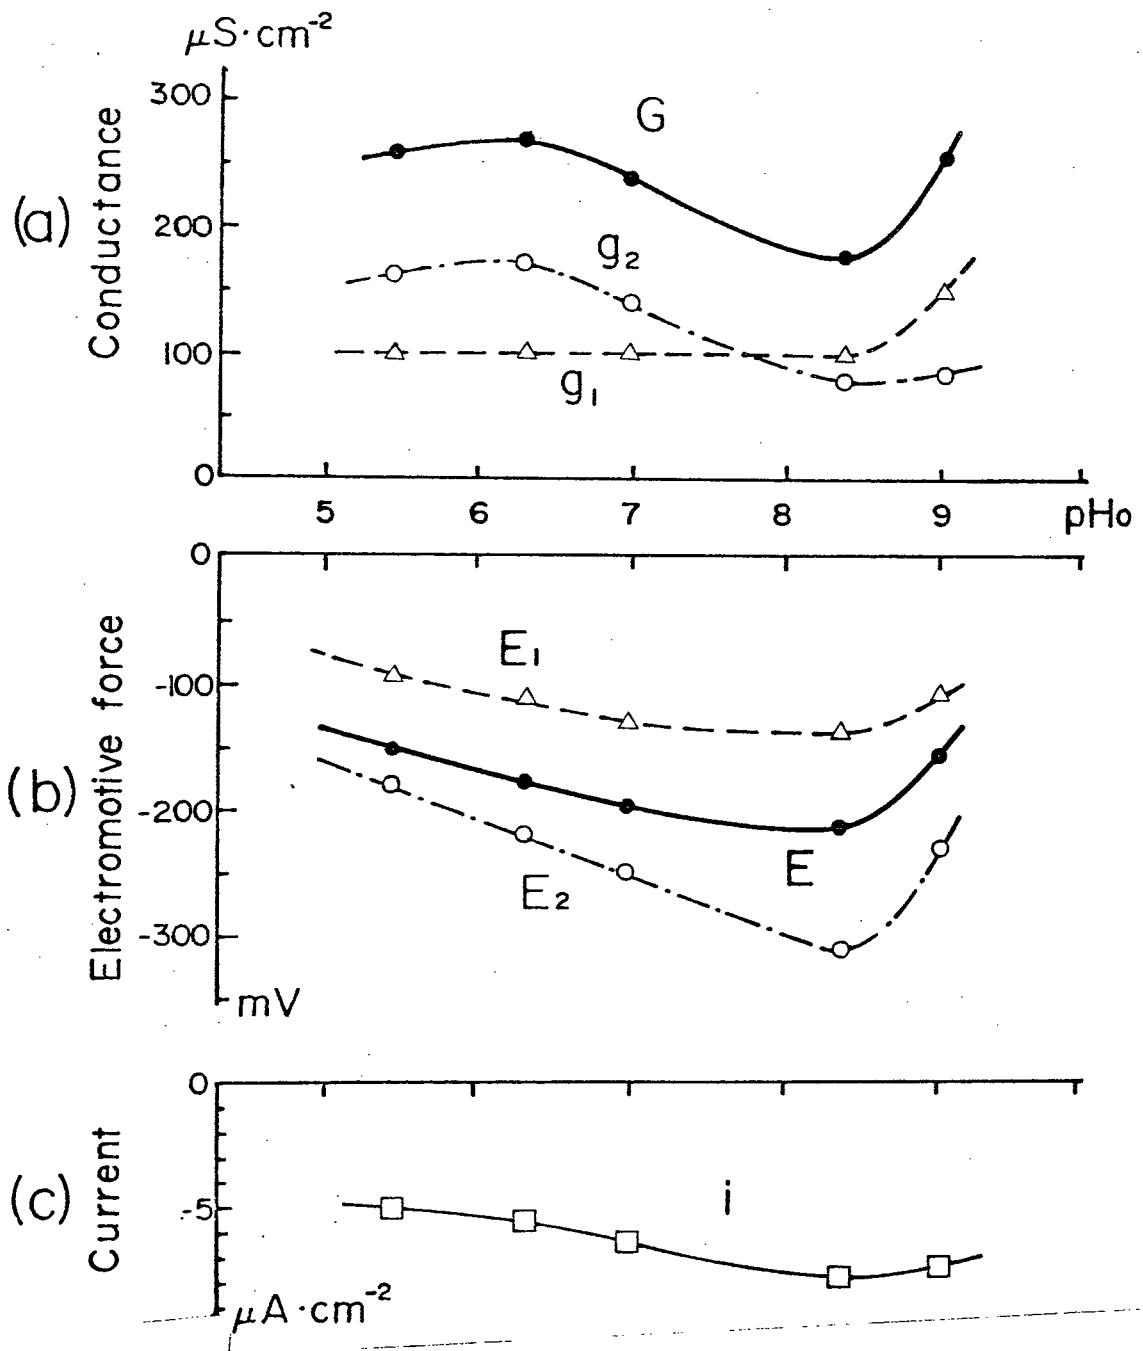 μS·cm⁻²
300
G
(a)
Conductance
200
g₂
100
g₁
0
5 6 7 8 9 pHo
0
E₁
-100
(b)
Electromotive force
-200
E
E₂
-300
mV
0
(c)
Current
i
-5
μA·cm⁻²